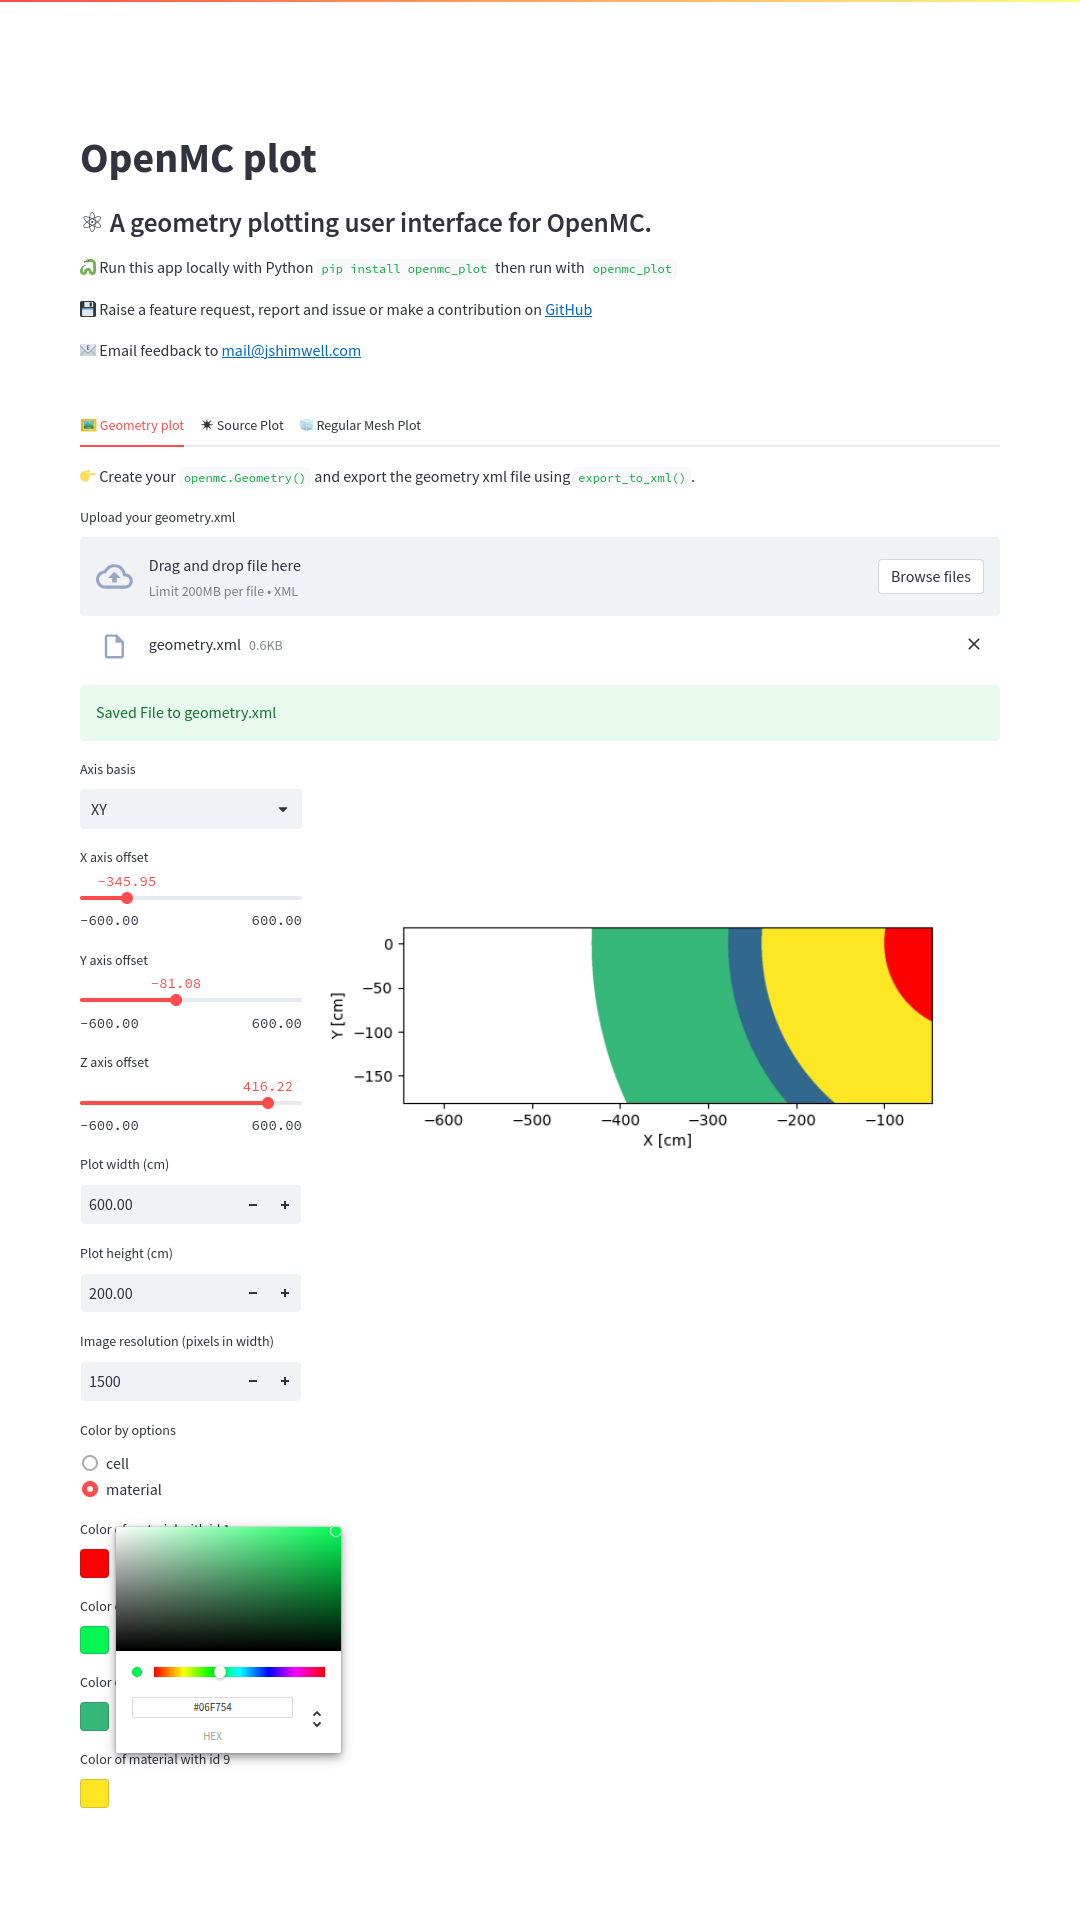 OpenMC plot
⚛ A geometry plotting user interface for OpenMC.
🐍 Run this app locally with Python pip install openmc_plot then run with openmc_plot
💾 Raise a feature request, report and issue or make a contribution on GitHub
📧 Email feedback to mail@jshimwell.com
🖼️ Geometry plot ✷ Source Plot 🧊 Regular Mesh Plot
👉 Create your openmc.Geometry() and export the geometry xml file using export_to_xml() .
Upload your geometry.xml
Drag and drop file here
Limit 200MB per file • XML
Browse files
geometry.xml 0.6KB
Saved File to geometry.xml
Axis basis
XY
X axis offset
-345.95
-600.00 600.00
Y axis offset
-81.08
-600.00 600.00
Z axis offset
416.22
-600.00 600.00
Plot width (cm)
600.00
Plot height (cm)
200.00
Image resolution (pixels in width)
1500
Color by options
cell
material
Color
Color
Color
#06F754
HEX
Color of material with id 9
Y [cm]
0
−50
−100
−150
−600 −500 −400 −300 −200 −100
X [cm]